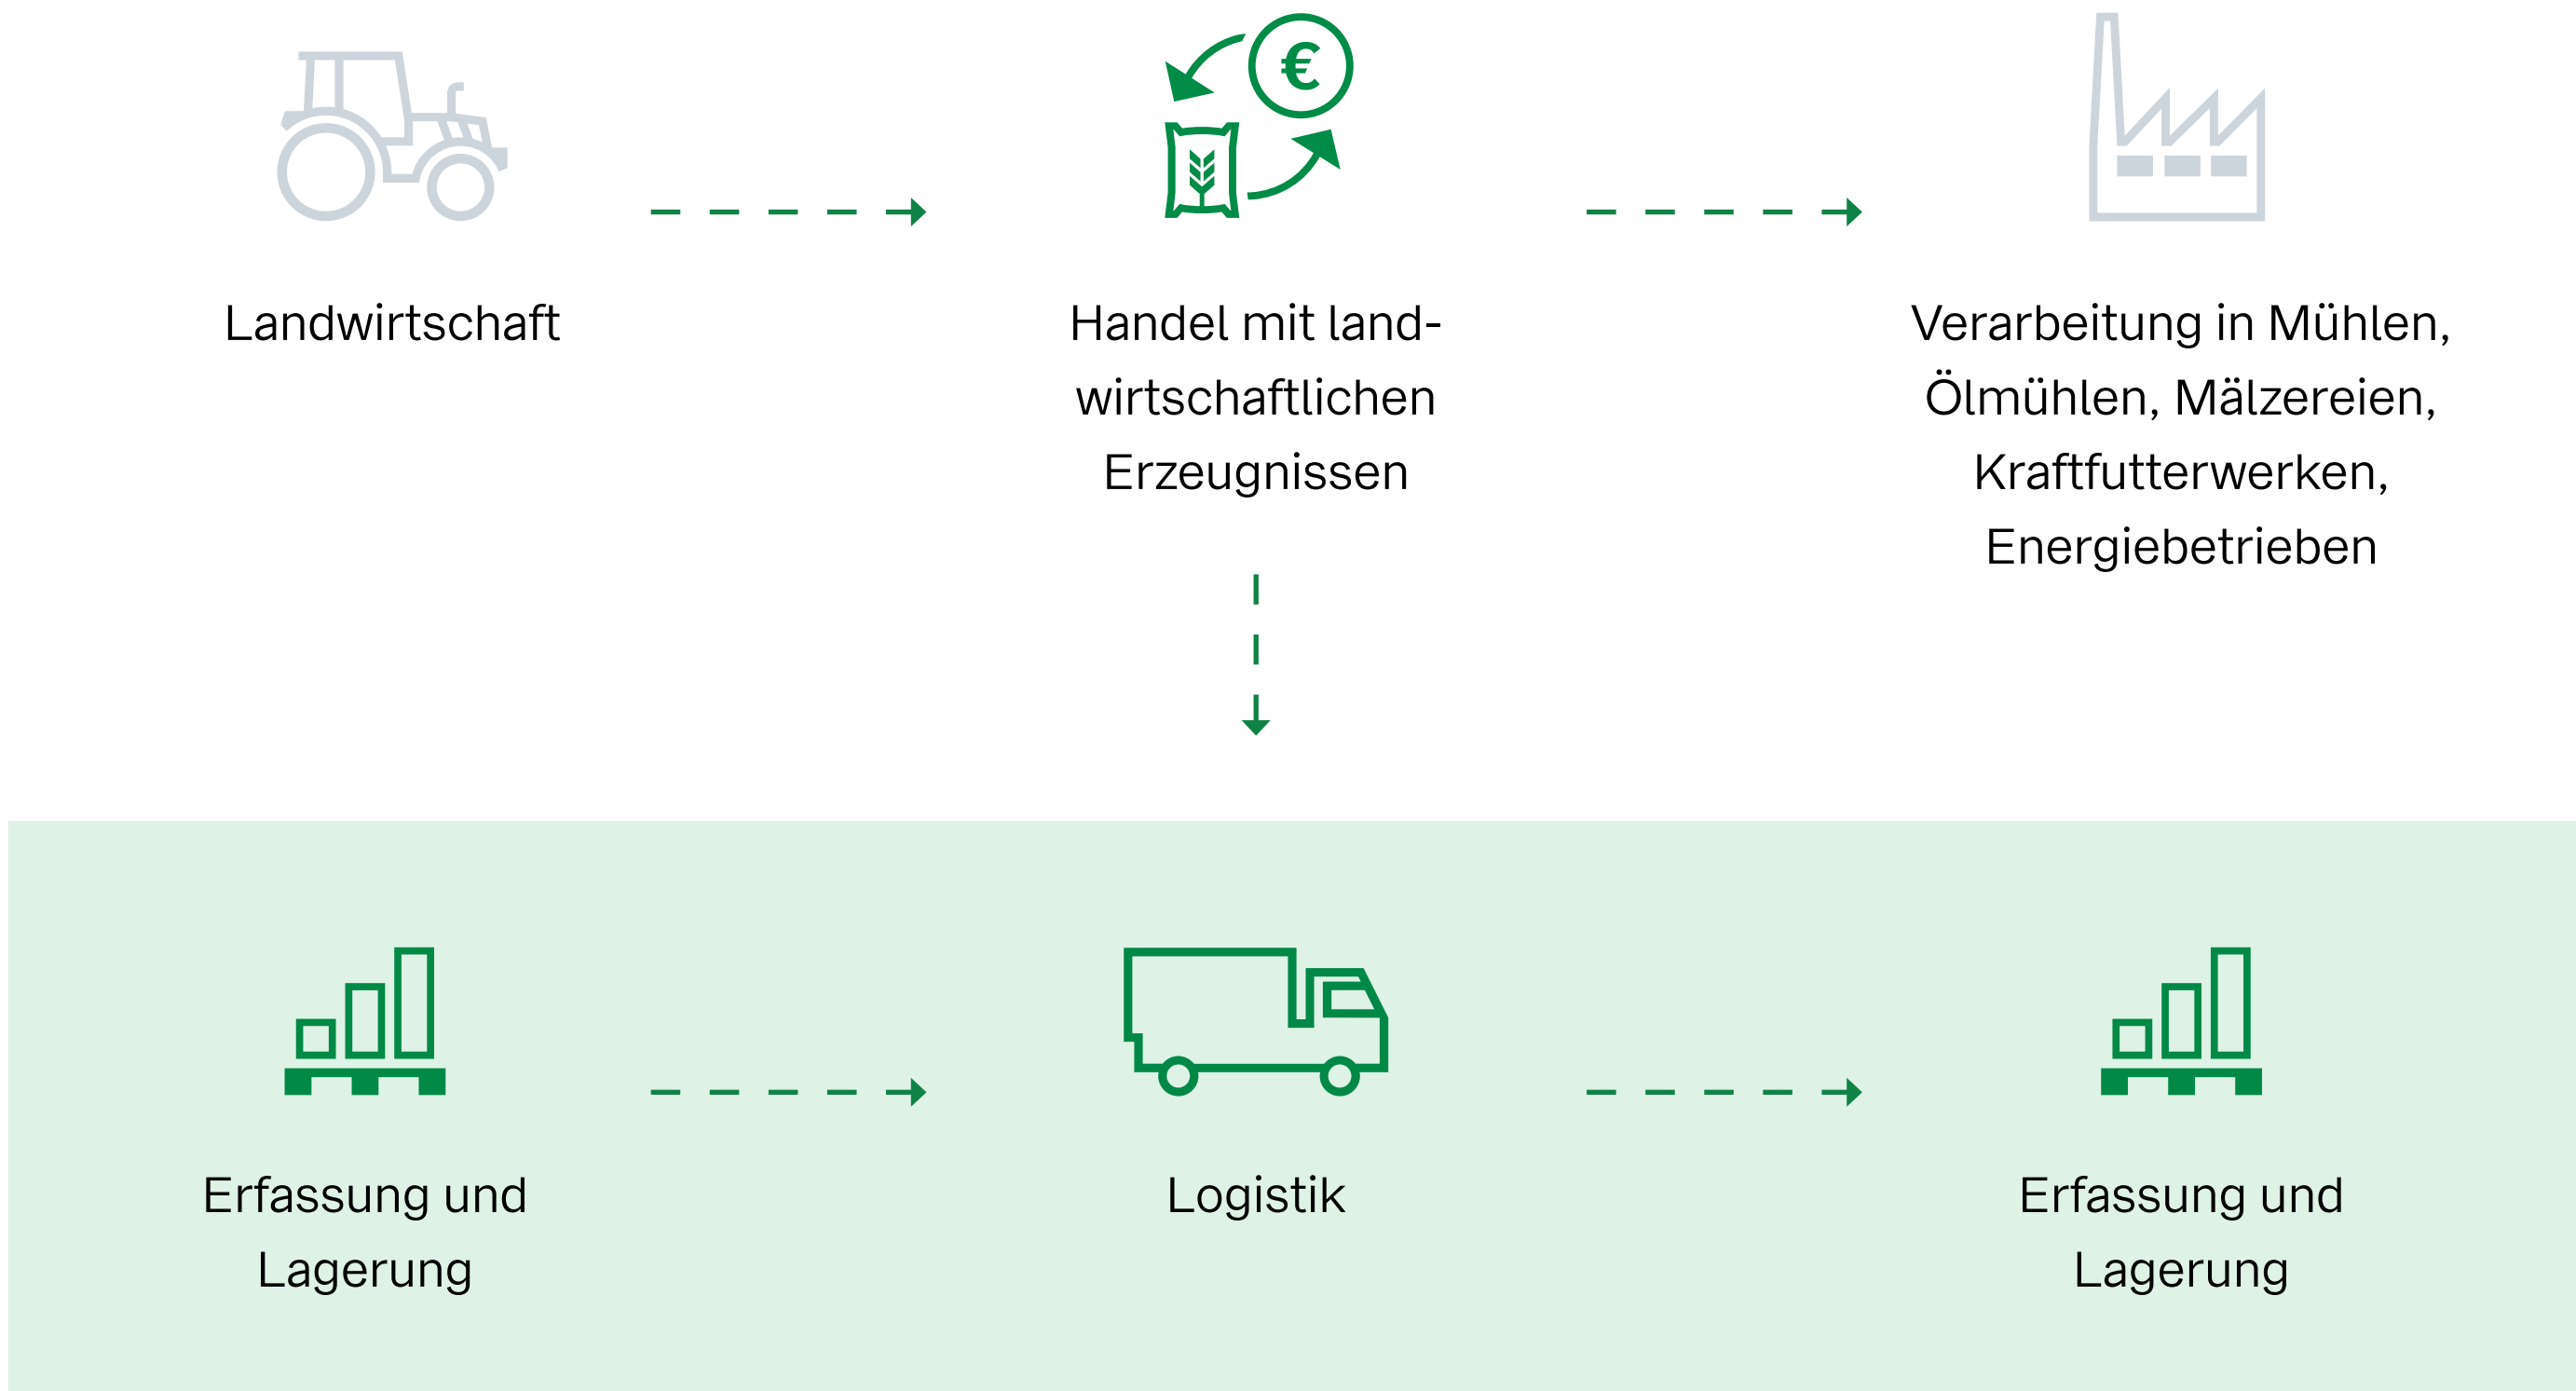 €
Landwirtschaft
Handel mit land-
wirtschaftlichen
Erzeugnissen
Verarbeitung in Mühlen,
Ölmühlen, Mälzereien,
Kraftfutterwerken,
Energiebetrieben
Erfassung und
Lagerung
Logistik
Erfassung und
Lagerung